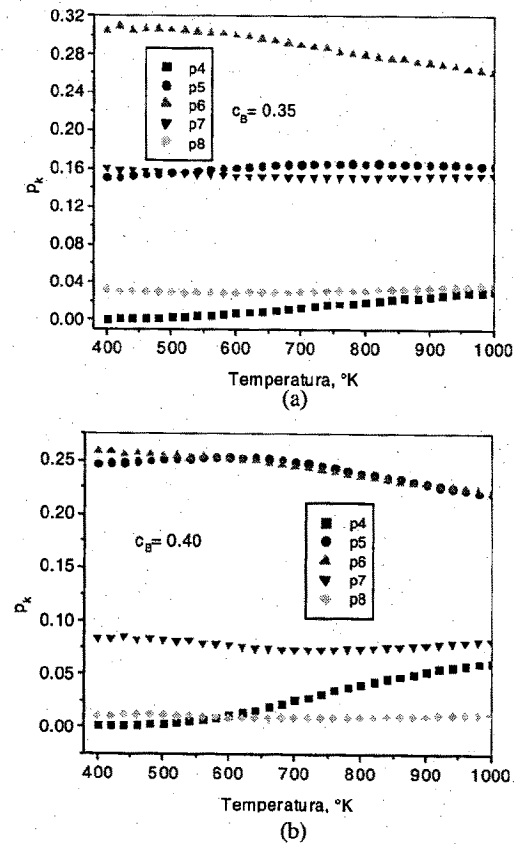 0.32
0.28
0.24
0.20
0.16
0.12
0.08
0.04
0.00
pₖ
p4
p5
p6
p7
p8
c_B= 0.35
400 500 600 700 800 900 1000
Temperatura, °K
(a)
0.25
0.20
0.15
0.10
0.05
0.00
pₖ
c_B= 0.40
p4
p5
p6
p7
p8
400 500 600 700 800 900 1000
Temperatura, °K
(b)